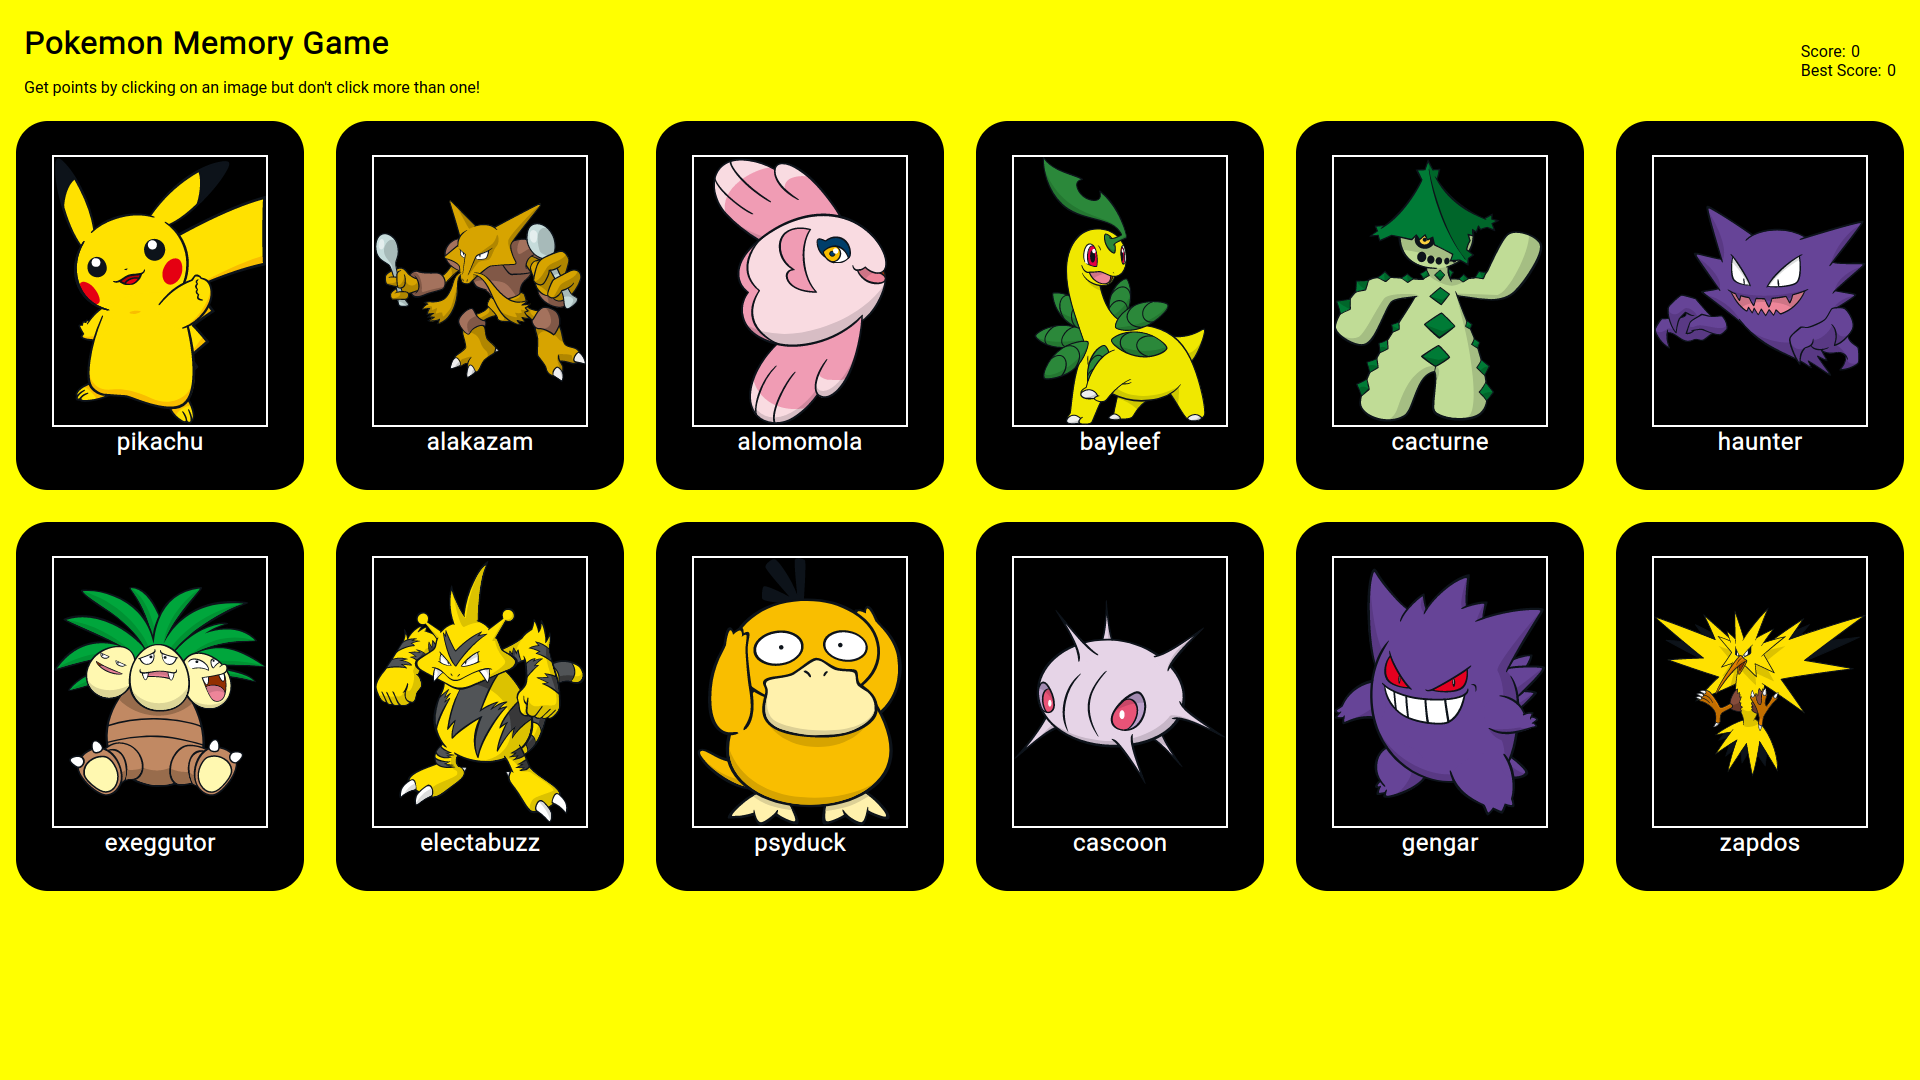 Pokemon Memory Game
Get points by clicking on an image but don't click more than one!
Score: 0
Best Score: 0
pikachu
alakazam
alomomola
bayleef
cacturne
haunter
exeggutor
electabuzz
psyduck
cascoon
gengar
zapdos